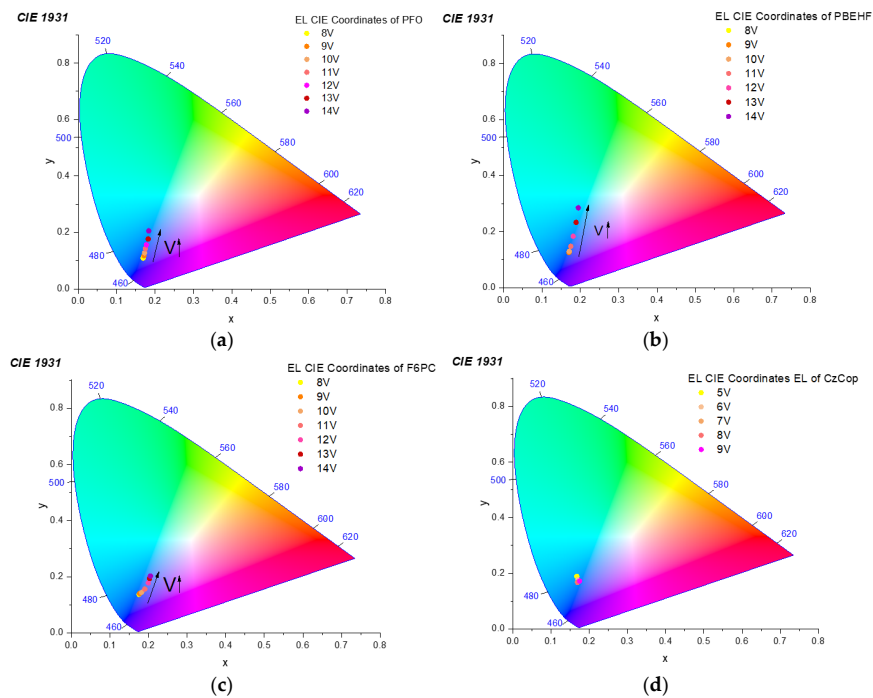 CIE 1931
EL CIE Coordinates of PFO
8V
9V
10V
11V
12V
13V
14V
520
540
560
580
600
620
500
480
460
0.8
0.6
0.4
0.2
0.0
y
V
0.0 0.1 0.2 0.3 0.4 0.5 0.6 0.7 0.8
x
(a)
CIE 1931
EL CIE Coordinates of PBEHF
8V
9V
10V
11V
12V
13V
14V
520
540
560
580
600
620
500
480
460
0.8
0.6
0.4
0.2
0.0
y
V
0.0 0.1 0.2 0.3 0.4 0.5 0.6 0.7 0.8
x
(b)
CIE 1931
EL CIE Coordinates of F6PC
8V
9V
10V
11V
12V
13V
14V
520
540
560
580
600
620
500
480
460
0.8
0.6
0.4
0.2
0.0
y
V
0.0 0.1 0.2 0.3 0.4 0.5 0.6 0.7 0.8
x
(c)
CIE 1931
EL CIE Coordinates EL of CzCop
5V
6V
7V
8V
9V
520
540
560
580
600
620
500
480
460
0.8
0.6
0.4
0.2
0.0
y
0.0 0.1 0.2 0.3 0.4 0.5 0.6 0.7 0.8
x
(d)